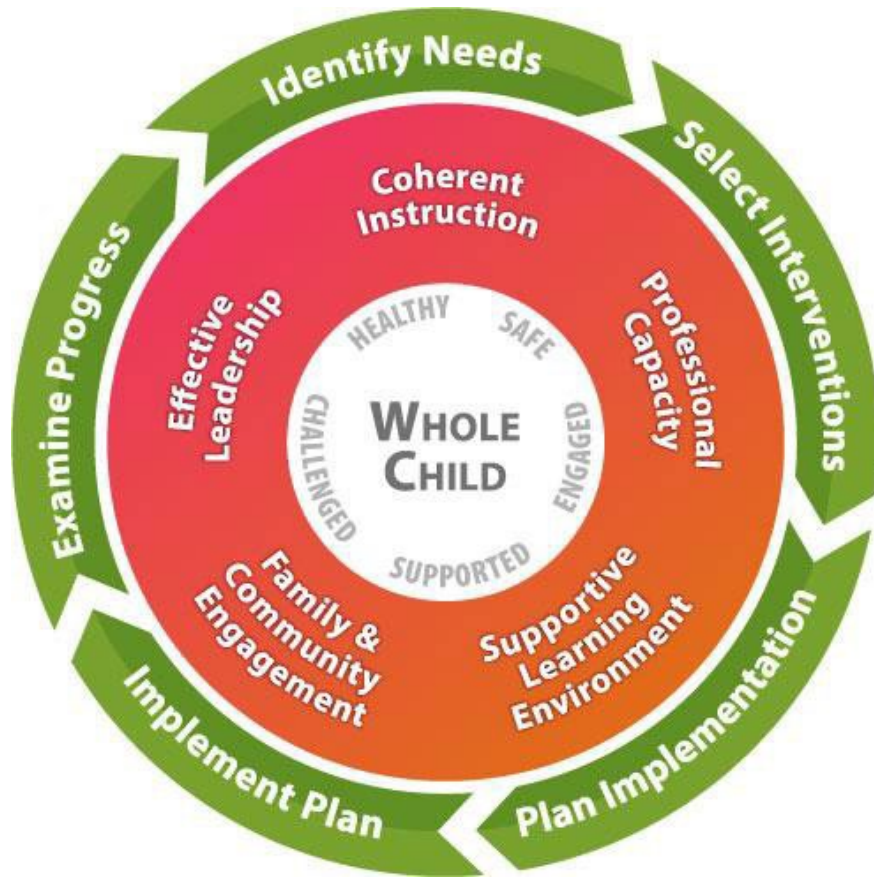 Identify Needs
Select Interventions
Plan Implementation
Implement Plan
Examine Progress
Coherent
Instruction
Professional
Capacity
Supportive
Learning
Environment
Family &
Community
Engagement
Effective
Leadership
HEALTHY
SAFE
ENGAGED
SUPPORTED
CHALLENGED
WHOLE
CHILD